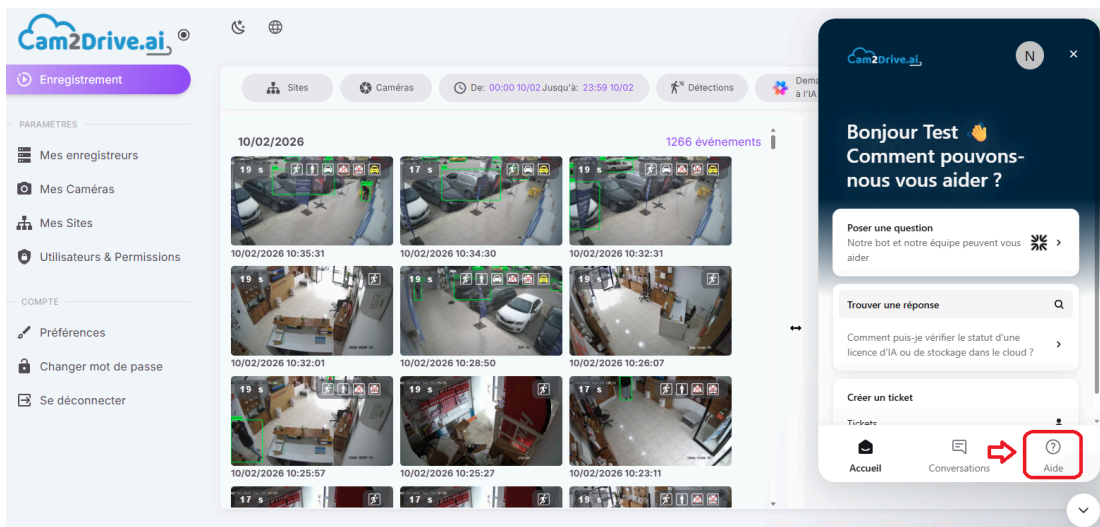 Cam2Drive.ai
Enregistrement
PARAMÈTRES
Mes enregistreurs
Mes Caméras
Mes Sites
Utilisateurs & Permissions
COMPTE
Préférences
Changer mot de passe
Se déconnecter
Sites
Caméras
De: 00:00 10/02 Jusqu'à: 23:59 10/02
Détections
à l'IA
10/02/2026
1266 événements
19 s
17 s
19 s
10/02/2026 10:35:31
10/02/2026 10:34:30
10/02/2026 10:32:31
19 s
19 s
19 s
10/02/2026 10:32:01
10/02/2026 10:28:50
10/02/2026 10:26:07
19 s
19 s
17 s
10/02/2026 10:25:57
10/02/2026 10:25:27
10/02/2026 10:23:11
17 s
17 s
19 s
Cam2Drive.ai
N
Bonjour Test 👋
Comment pouvons-
nous vous aider ?
Poser une question
Notre bot et notre équipe peuvent vous
aider
Trouver une réponse
Comment puis-je vérifier le statut d'une
licence d'IA ou de stockage dans le cloud ?
Créer un ticket
Tickets
Accueil
Conversations
Aide